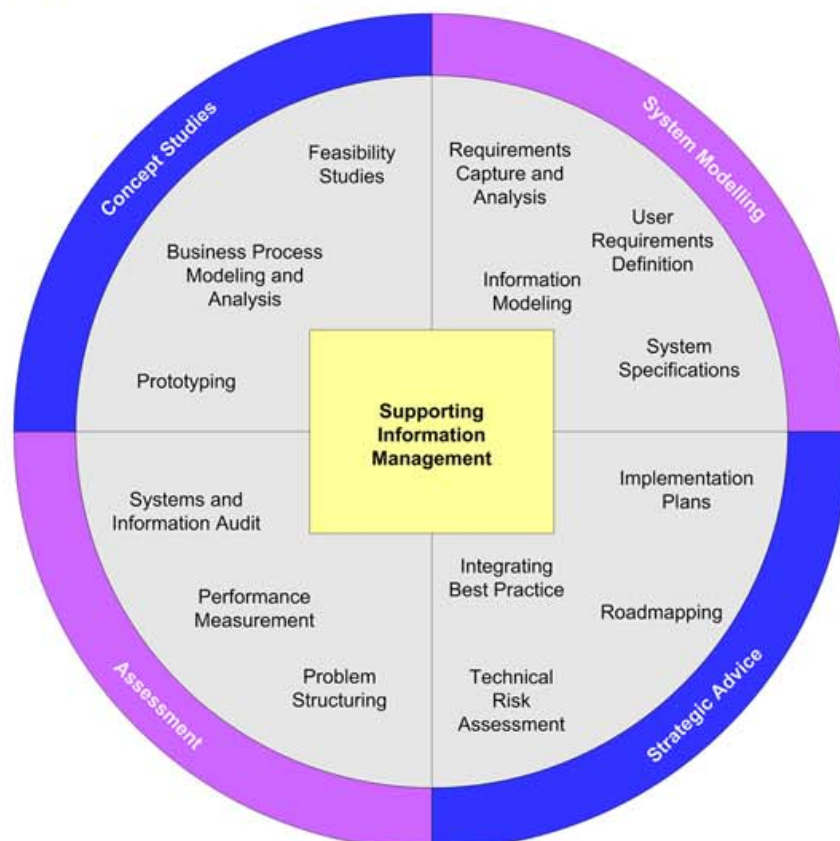 Concept Studies
Feasibility
Studies
Business Process
Modeling and
Analysis
Prototyping
System Modelling
Requirements
Capture and
Analysis
User
Requirements
Definition
Information
Modeling
System
Specifications
Supporting
Information
Management
Assessment
Systems and
Information Audit
Performance
Measurement
Problem
Structuring
Strategic Advice
Implementation
Plans
Integrating
Best Practice
Roadmapping
Technical
Risk
Assessment